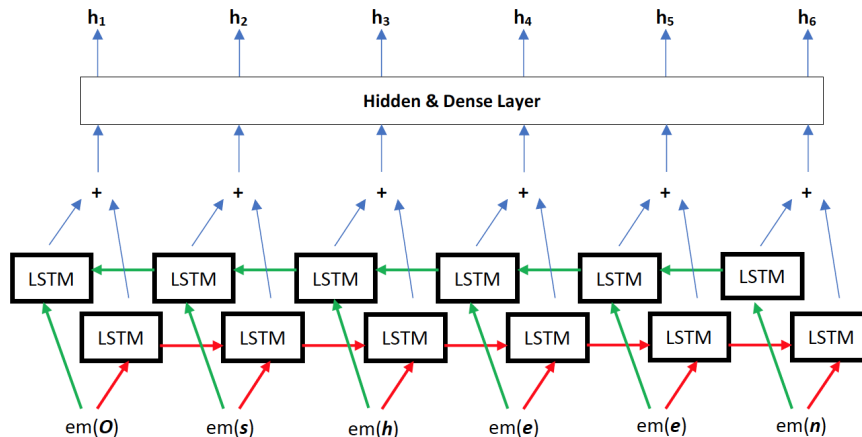 h₁ h₂ h₃ h₄ h₅ h₆
Hidden & Dense Layer
+ + + + + +
LSTM LSTM LSTM LSTM LSTM LSTM
LSTM LSTM LSTM LSTM LSTM LSTM
em(O) em(s) em(h) em(e) em(e) em(n)